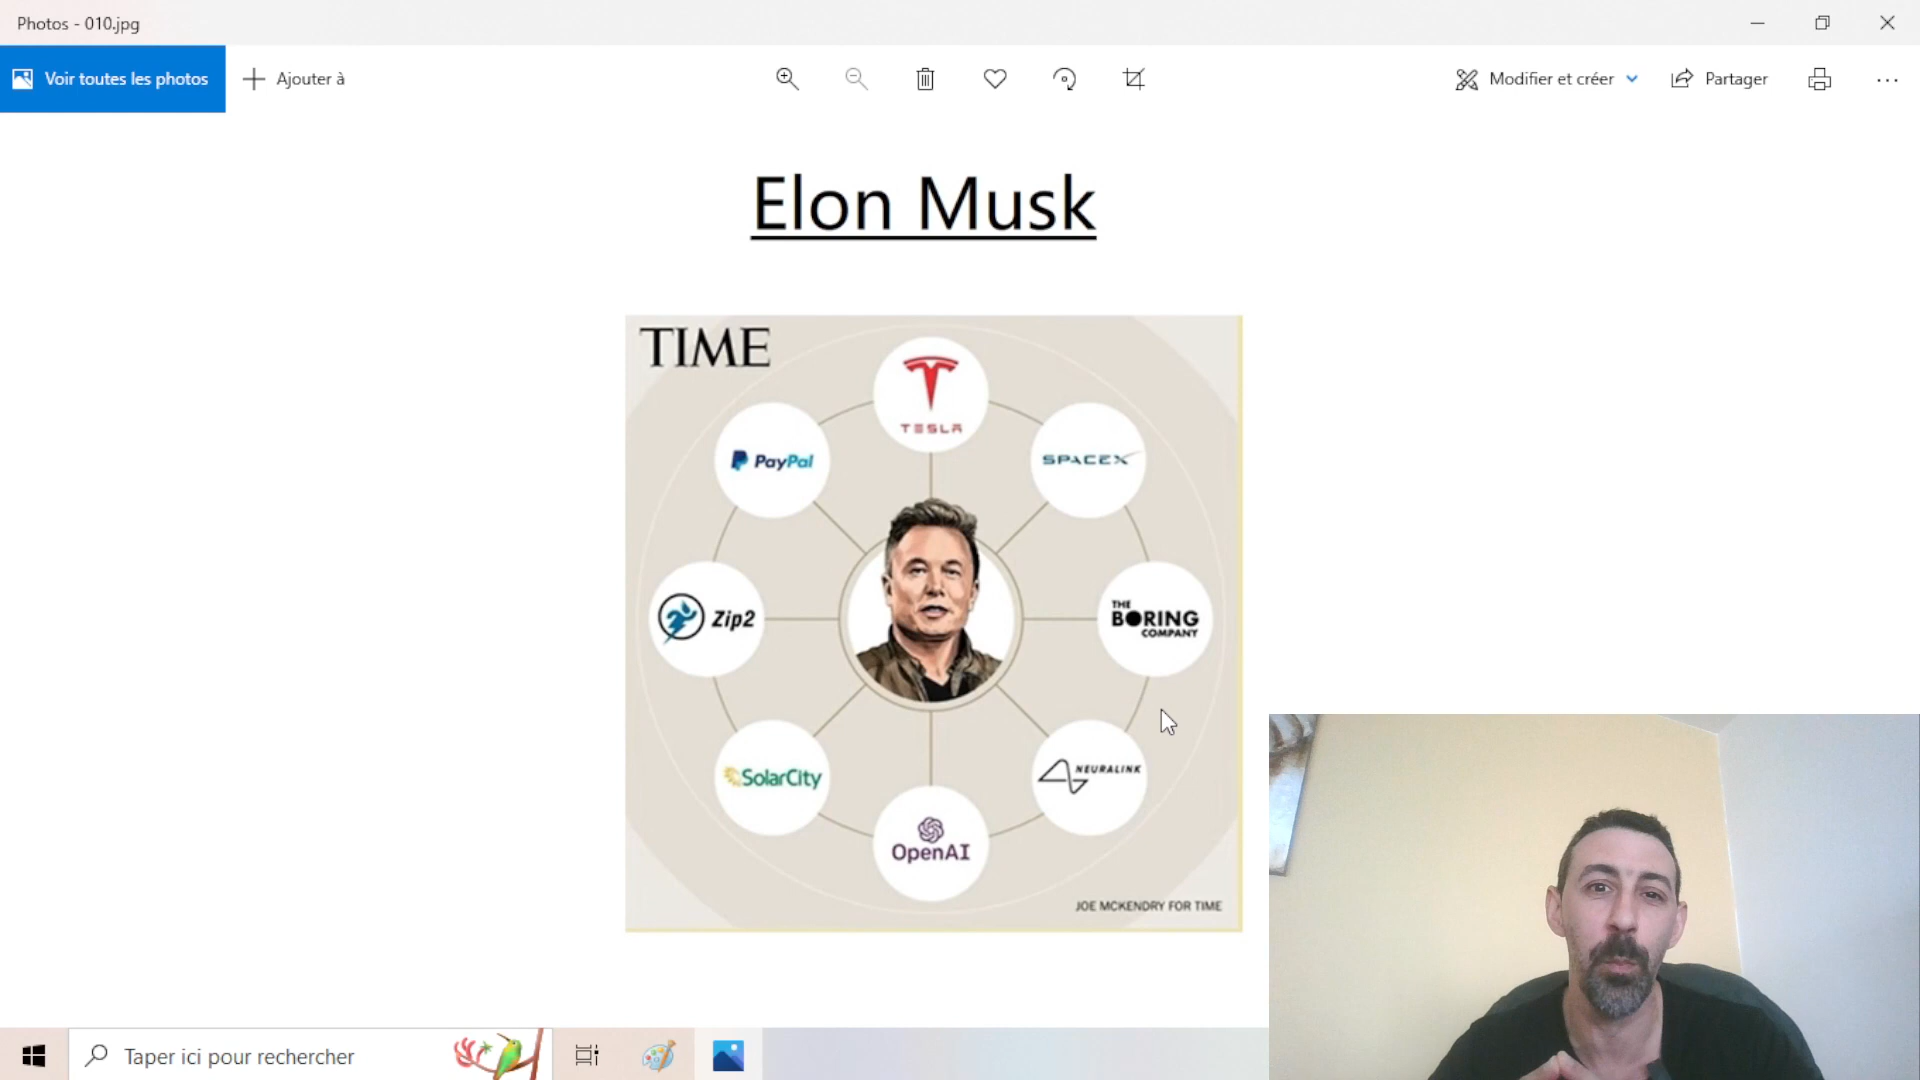 Photos - 010.jpg
Voir toutes les photos
Ajouter à
Modifier et créer
Partager
Elon Musk
TIME
TESLA
PayPal
SPACEX
Zip2
THE
BORING
COMPANY
SolarCity
NEURALINK
OpenAI
JOE MCKENDRY FOR TIME
Taper ici pour rechercher